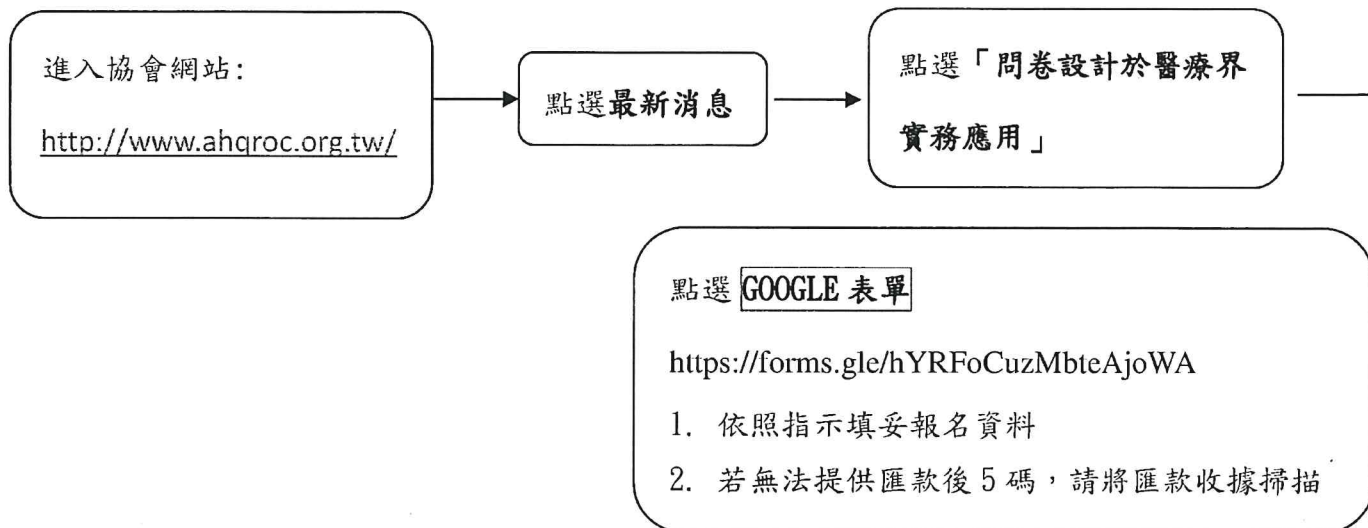 進入協會網站:
http://www.ahqroc.org.tw/
點選最新消息
點選「問卷設計於醫療界
實務應用」
點選 GOOGLE 表單
https://forms.gle/hYRFoCuzMbteAjoWA
1. 依照指示填妥報名資料
2. 若無法提供匯款後 5 碼，請將匯款收據掃描